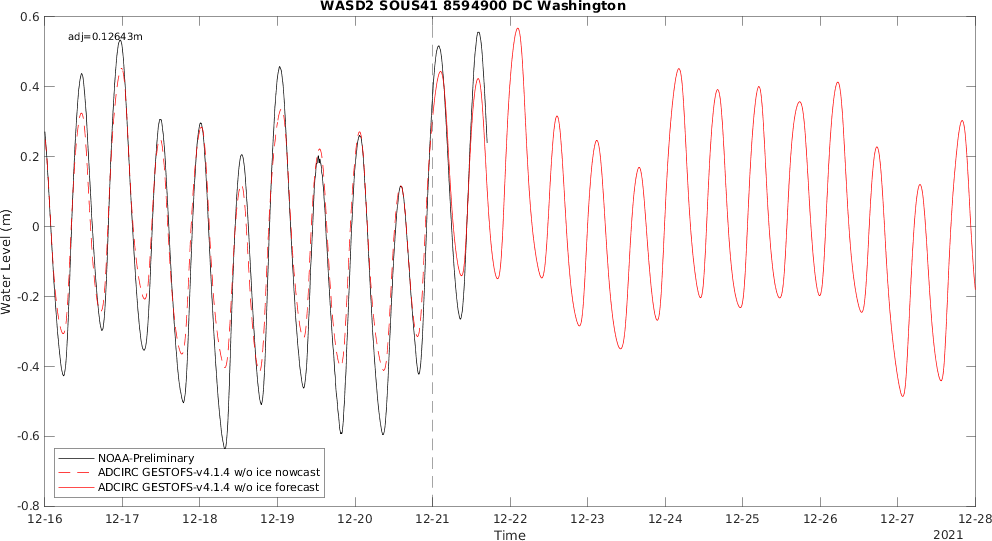 WASD2 SOUS41 8594900 DC Washington
adj=0.12643m
0.6
0.4
0.2
0
-0.2
-0.4
-0.6
-0.8
Water Level (m)
NOAA-Preliminary
ADCIRC GESTOFS-v4.1.4 w/o ice nowcast
ADCIRC GESTOFS-v4.1.4 w/o ice forecast
12-16 12-17 12-18 12-19 12-20 12-21 12-22 12-23 12-24 12-25 12-26 12-27 12-28
Time
2021